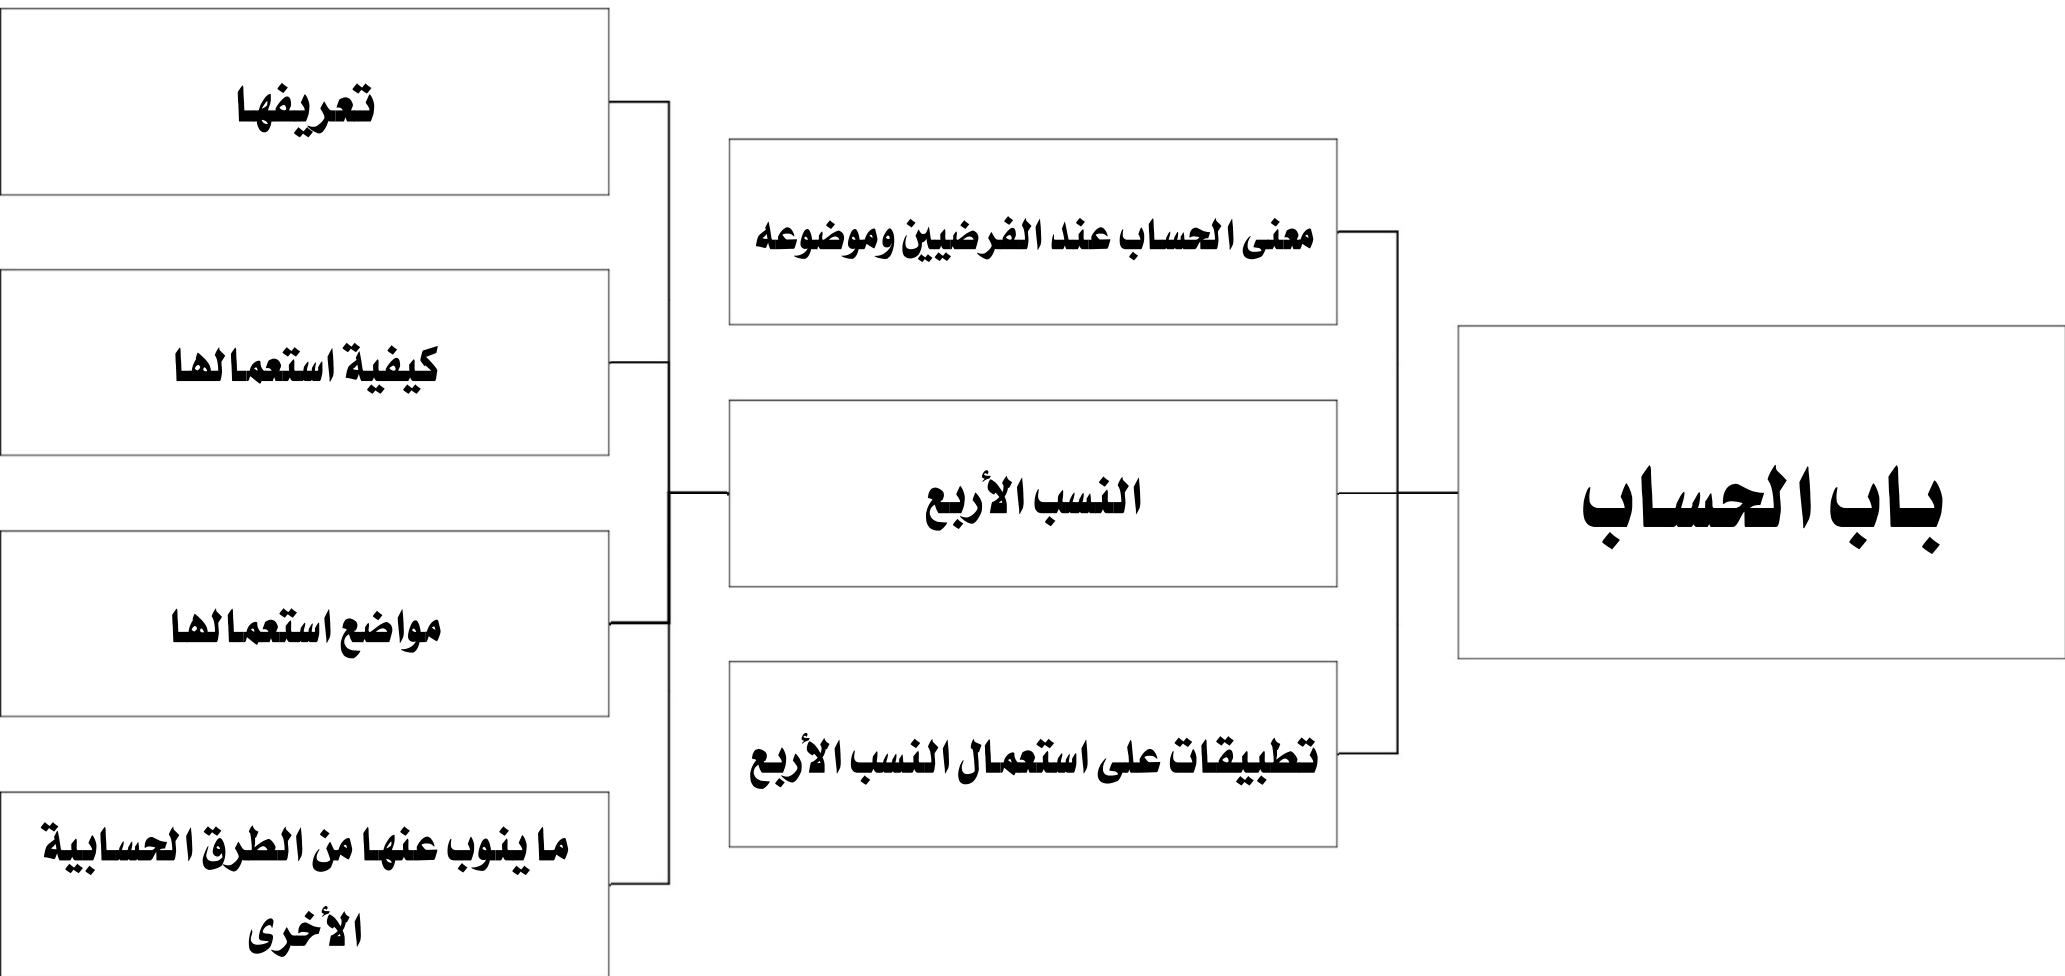 باب الحساب
معنى الحساب عند الفرضيين وموضوعه
النسب الأربع
تطبيقات على استعمال النسب الأربع
تعريفها
كيفية استعمالها
مواضع استعمالها
ما ينوب عنها من الطرق الحسابية
الأخرى